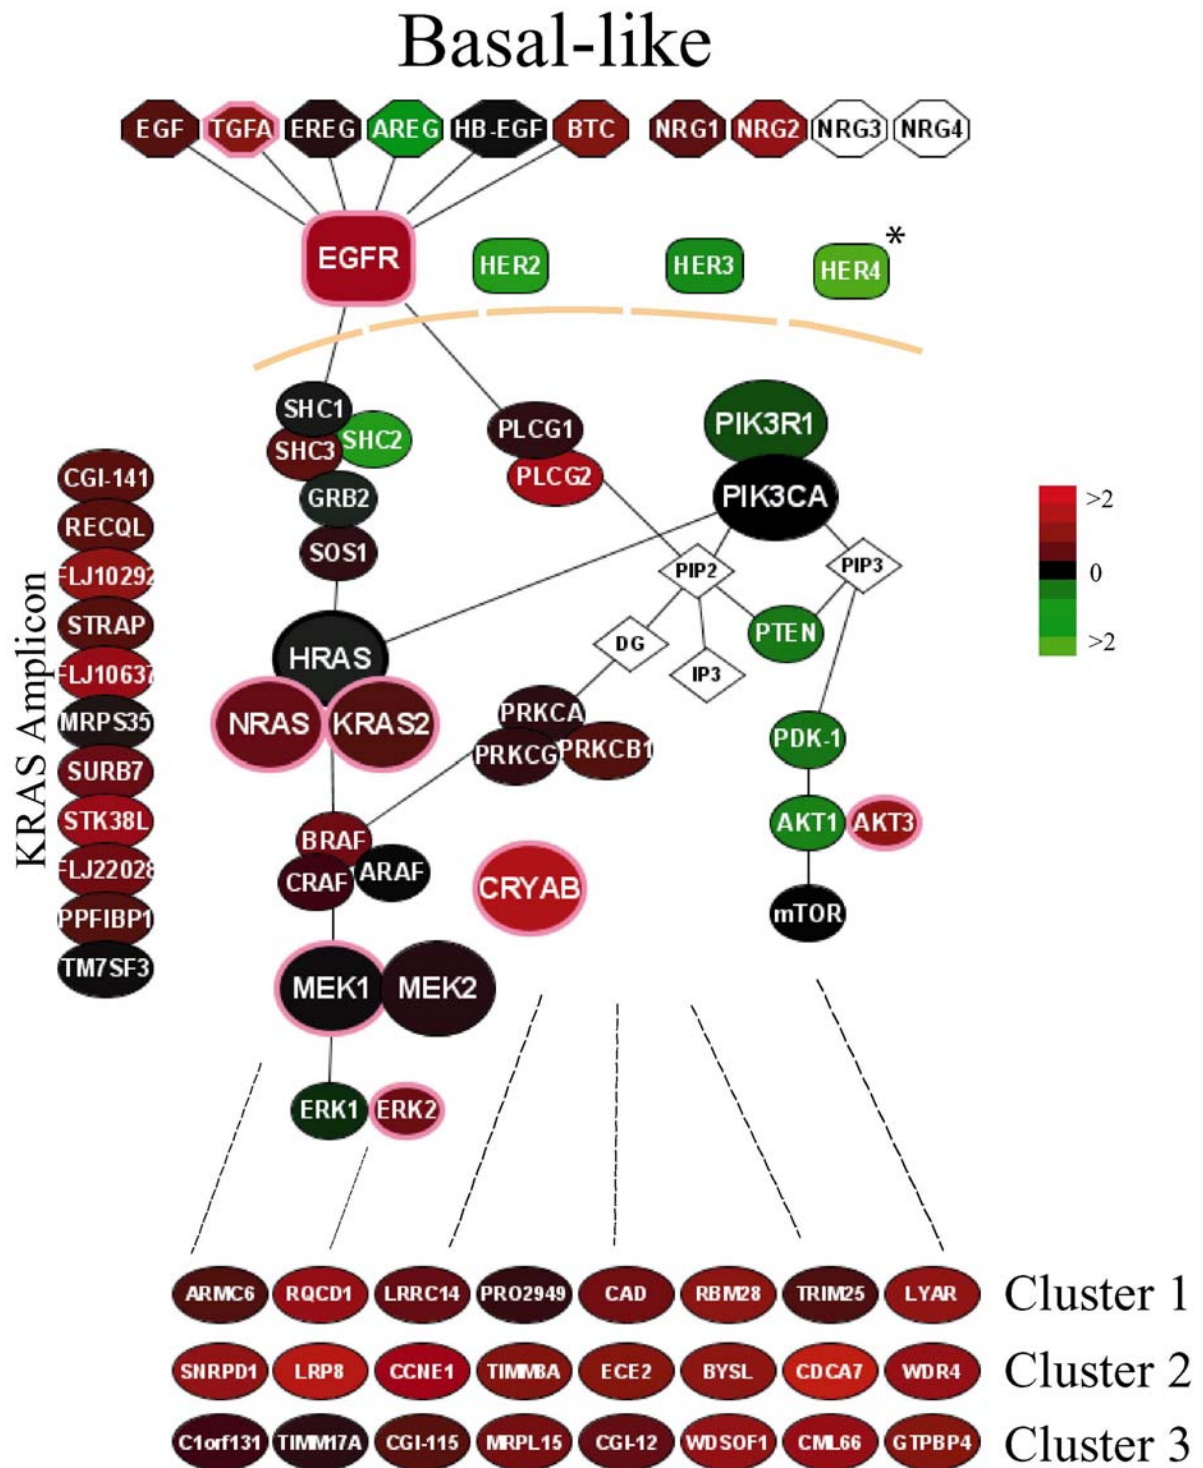 Basal-like
EGF TGFA EREG AREG HB-EGF BTC NRG1 NRG2 NRG3 NRG4
EGFR HER2 HER3 HER4 *
SHC1
SHC3 SHC2
GRB2
SOS1
PLCG1
PLCG2
PIK3R1
PIK3CA
PIP2 PIP3
DG IP3 PTEN
HRAS
NRAS KRAS2
PRKCA
PRKCG PRKCB1
PDK-1
AKT1 AKT3
mTOR
BRAF
CRAF ARAF
CRYAB
MEK1 MEK2
ERK1 ERK2
KRAS Amplicon
CGI-141
RECQL
FLJ10292
STRAP
FLJ10637
MRPS35
SURB7
STK38L
FLJ22028
PPFIBP1
TM7SF3
>2
0
>2
ARMC6 RQCD1 LRRC14 PRO2949 CAD RBM28 TRIM25 LYAR Cluster 1
SNRPD1 LRP8 CCNE1 TIMM8A ECE2 BYSL CDCA7 WDR4 Cluster 2
C1orf131 TIMM17A CGI-115 MRPL15 CGI-12 WDSOF1 CML66 GTPBP4 Cluster 3